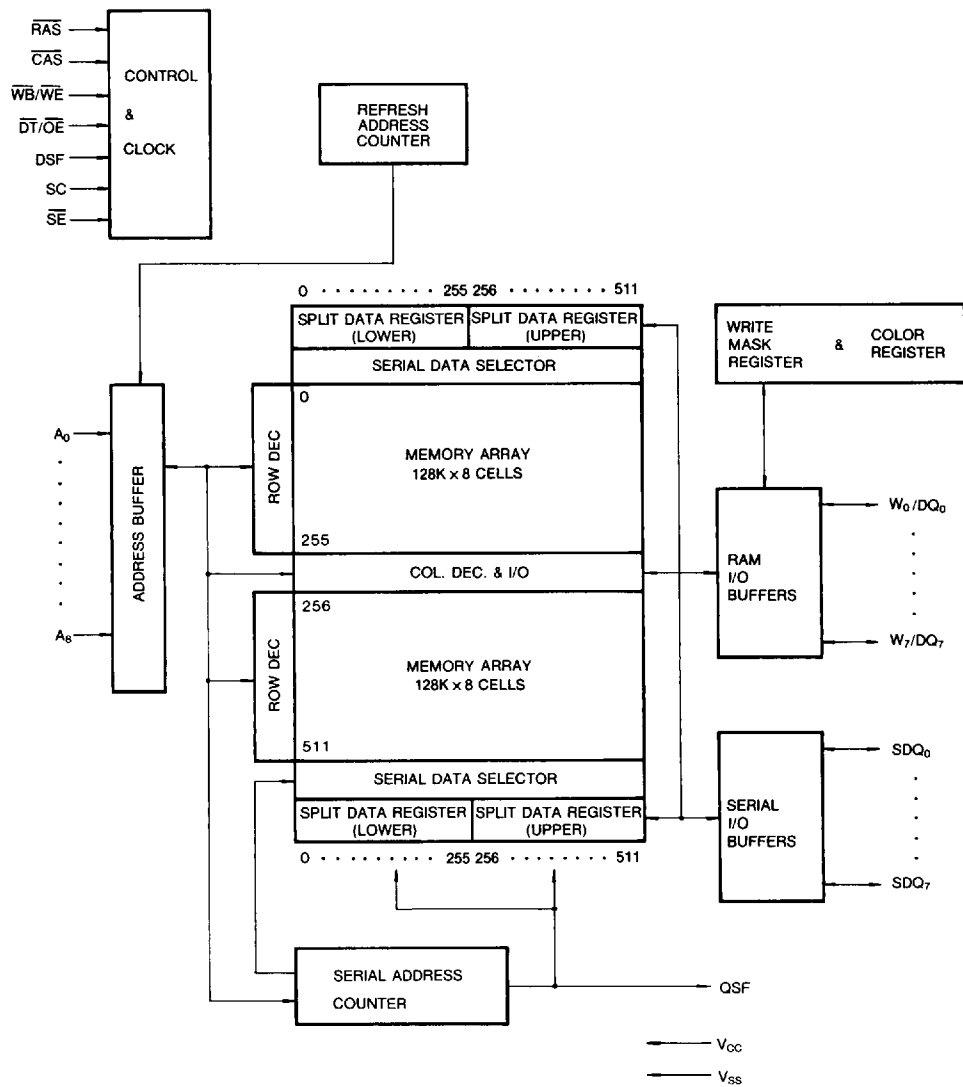 RAS
CAS
WB/WE
DT/OE
DSF
SC
SE
CONTROL
&
CLOCK
REFRESH
ADDRESS
COUNTER
0 · · · · · · · · · 255 256 · · · · · · · · 511
SPLIT DATA REGISTER
(LOWER)
SPLIT DATA REGISTER
(UPPER)
SERIAL DATA SELECTOR
WRITE
MASK
REGISTER
&
COLOR
REGISTER
A0
A8
ADDRESS BUFFER
ROW DEC
0
MEMORY ARRAY
128K × 8 CELLS
255
COL. DEC. & I/O
RAM
I/O
BUFFERS
W0/DQ0
W7/DQ7
ROW DEC
256
MEMORY ARRAY
128K × 8 CELLS
511
SERIAL DATA SELECTOR
SPLIT DATA REGISTER
(LOWER)
SPLIT DATA REGISTER
(UPPER)
0 · · · · · · · · · 255 256 · · · · · · · · 511
SERIAL
I/O
BUFFERS
SDQ0
SDQ7
SERIAL ADDRESS
COUNTER
QSF
VCC
VSS